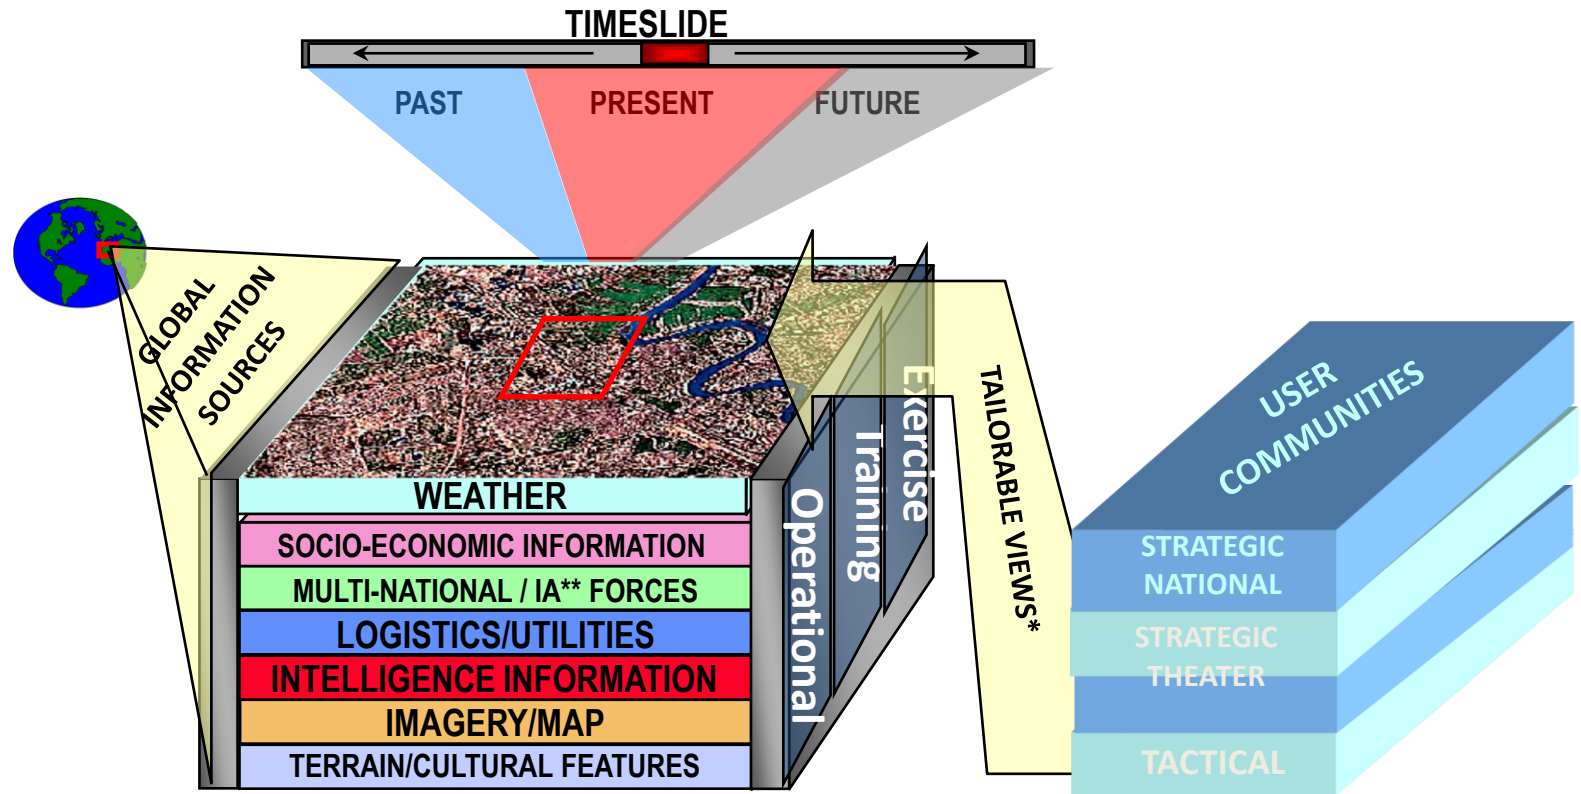 TIMESLIDE
PAST
PRESENT
FUTURE
GLOBAL
INFORMATION
SOURCES
WEATHER
SOCIO-ECONOMIC INFORMATION
MULTI-NATIONAL / IA** FORCES
LOGISTICS/UTILITIES
INTELLIGENCE INFORMATION
IMAGERY/MAP
TERRAIN/CULTURAL FEATURES
Operational
Training
Exercise
TAILORABLE VIEWS*
USER
COMMUNITIES
STRATEGIC
NATIONAL
STRATEGIC
THEATER
TACTICAL